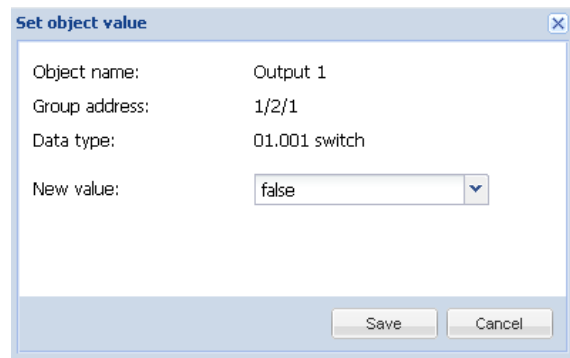 Set object value
Object name: Output 1
Group address: 1/2/1
Data type: 01.001 switch
New value: false
Save Cancel